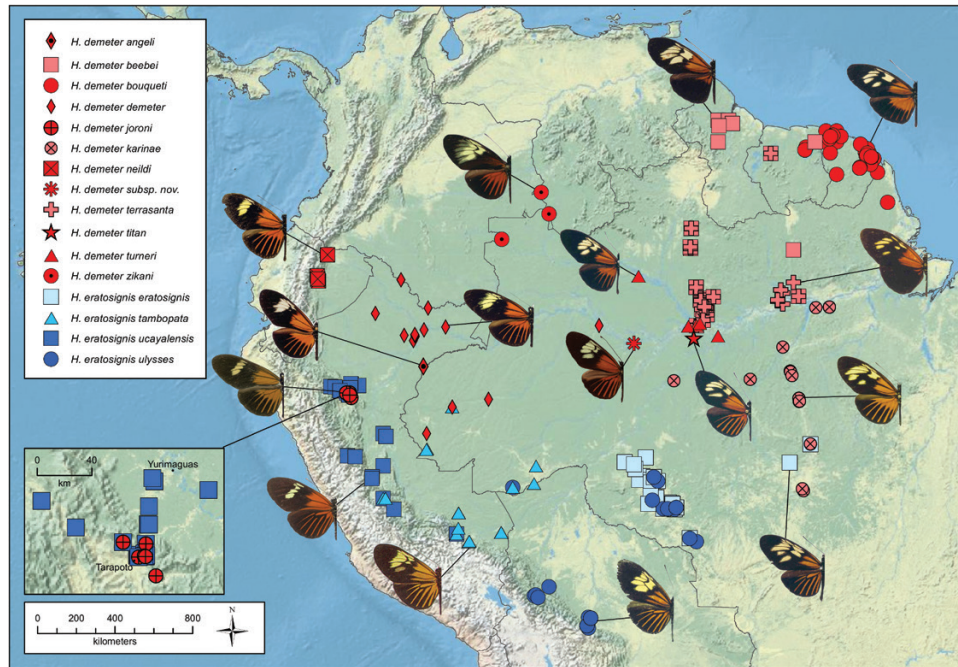 H. demeter angeli
H. demeter beebei
H. demeter bouqueti
H. demeter demeter
H. demeter joroni
H. demeter karinae
H. demeter neildi
H. demeter subsp. nov.
H. demeter terrasanta
H. demeter titan
H. demeter turneri
H. demeter zikani
H. eratosignis eratosignis
H. eratosignis tambopata
H. eratosignis ucayalensis
H. eratosignis ulysses
0 40
km
Yurimaguas
Tarapoto
N
0 200 400 600 800
kilometers